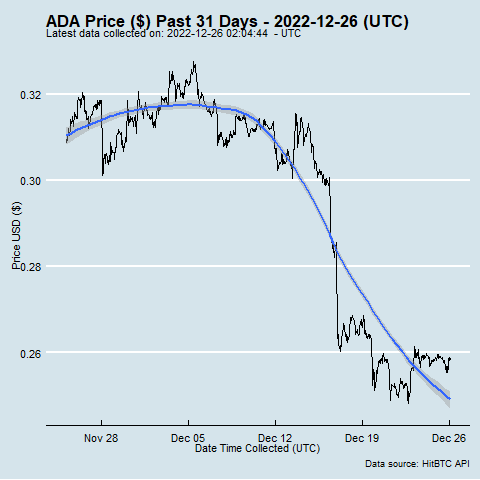 ADA Price ($) Past 31 Days - 2022-12-26 (UTC)
Latest data collected on: 2022-12-26 02:04:44 - UTC
0.32
0.30
0.28
0.26
Price USD ($)
Nov 28 Dec 05 Dec 12 Dec 19 Dec 26
Date Time Collected (UTC)
Data source: HitBTC API